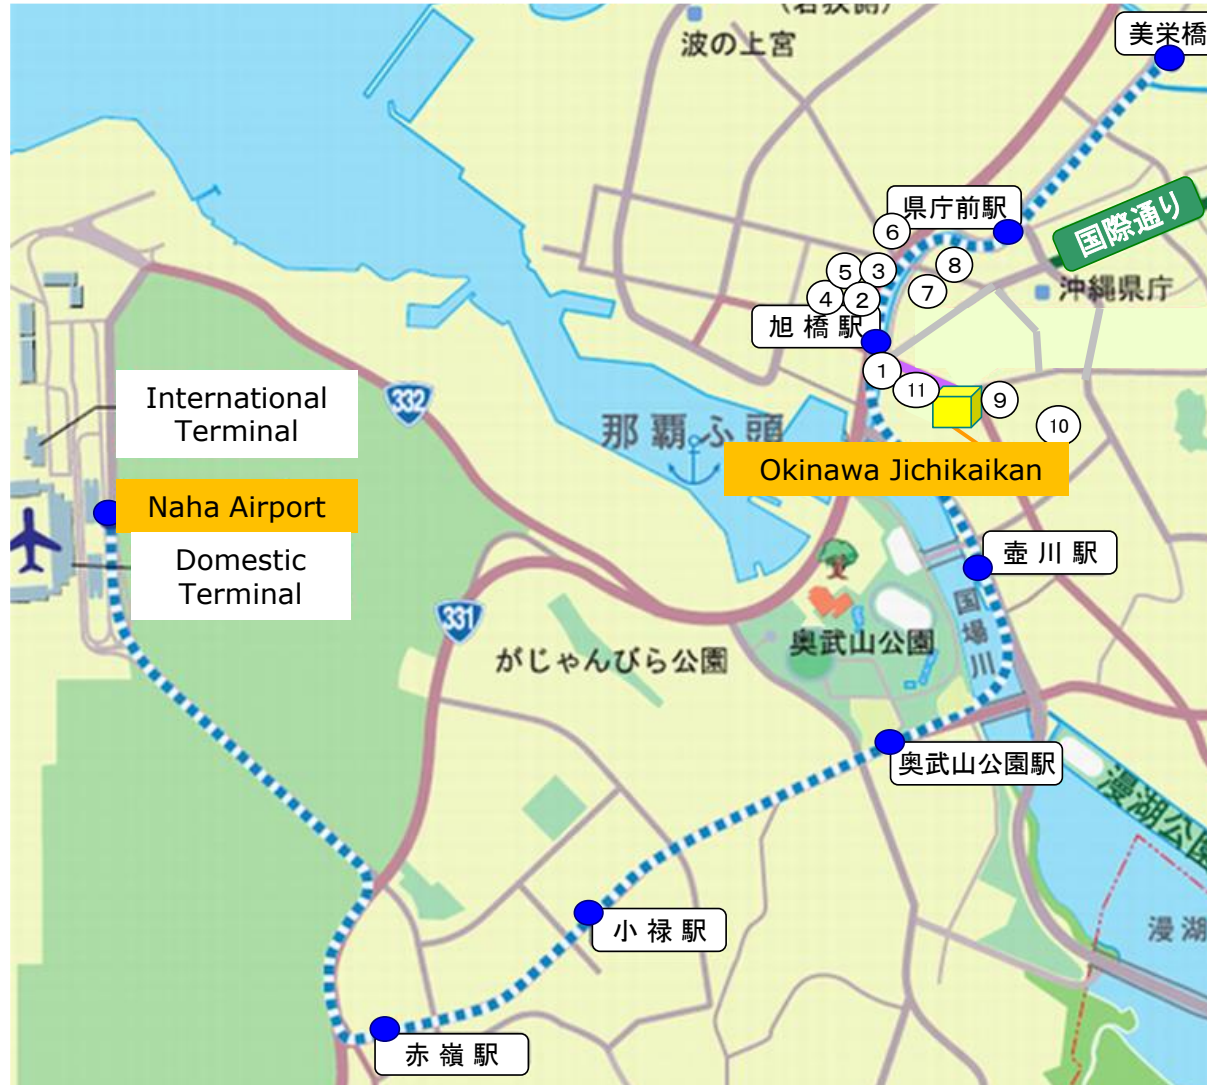 波の上宮
美栄橋
県庁前駅
国際通り
⑥
⑧
⑤
③
⑦
④
②
沖縄県庁
旭橋駅
①
⑪
⑨
⑩
International
Terminal
332
那覇ふ頭
Okinawa Jichikaikan
Naha Airport
Domestic
Terminal
壺川駅
国場川
331
がじゃんびら公園
奥武山公園
奥武山公園駅
漫湖公園
小禄駅
漫湖
赤嶺駅